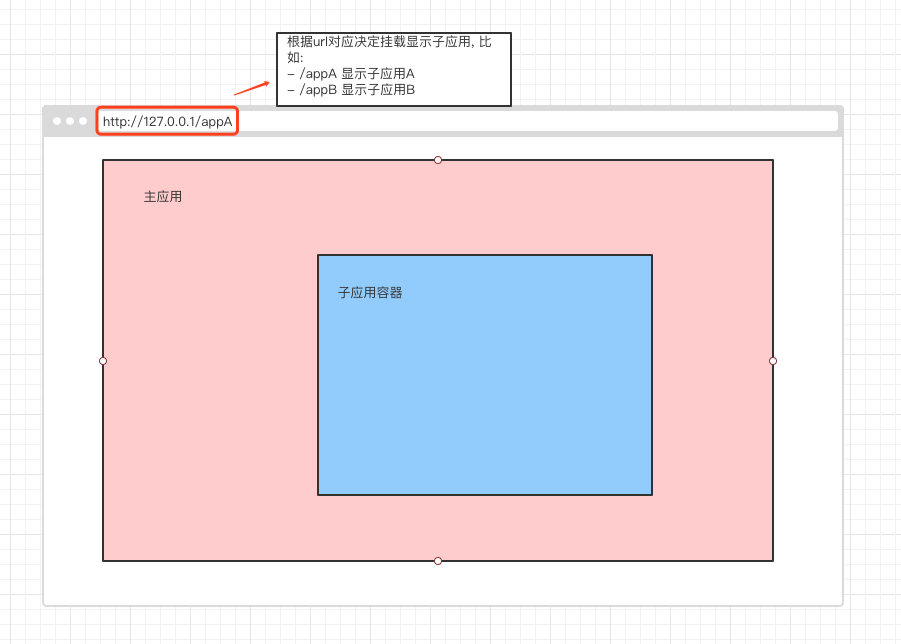 根据url对应决定挂载显示子应用, 比
如:
- /appA 显示子应用A
- /appB 显示子应用B
http://127.0.0.1/appA
主应用
子应用容器